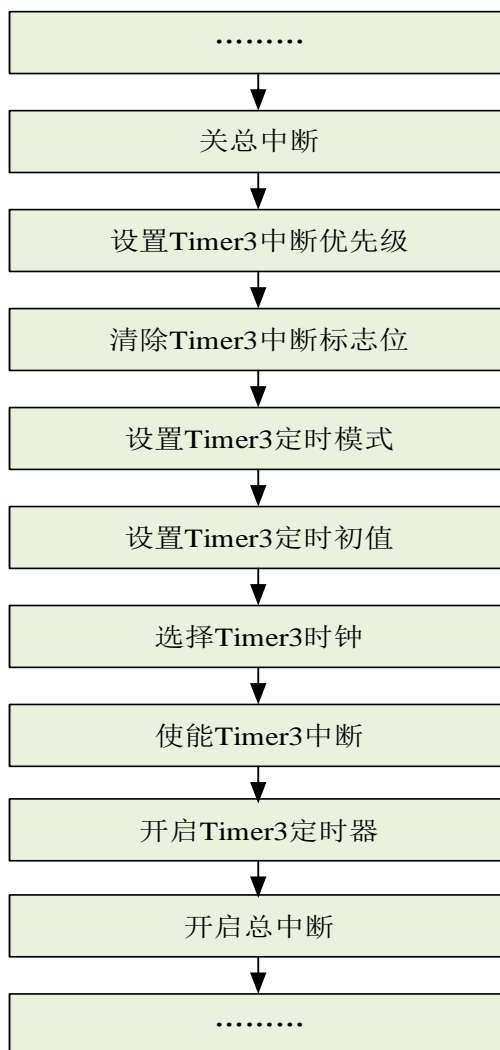 ………
关总中断
设置Timer3中断优先级
清除Timer3中断标志位
设置Timer3定时模式
设置Timer3定时初值
选择Timer3时钟
使能Timer3中断
开启Timer3定时器
开启总中断
………